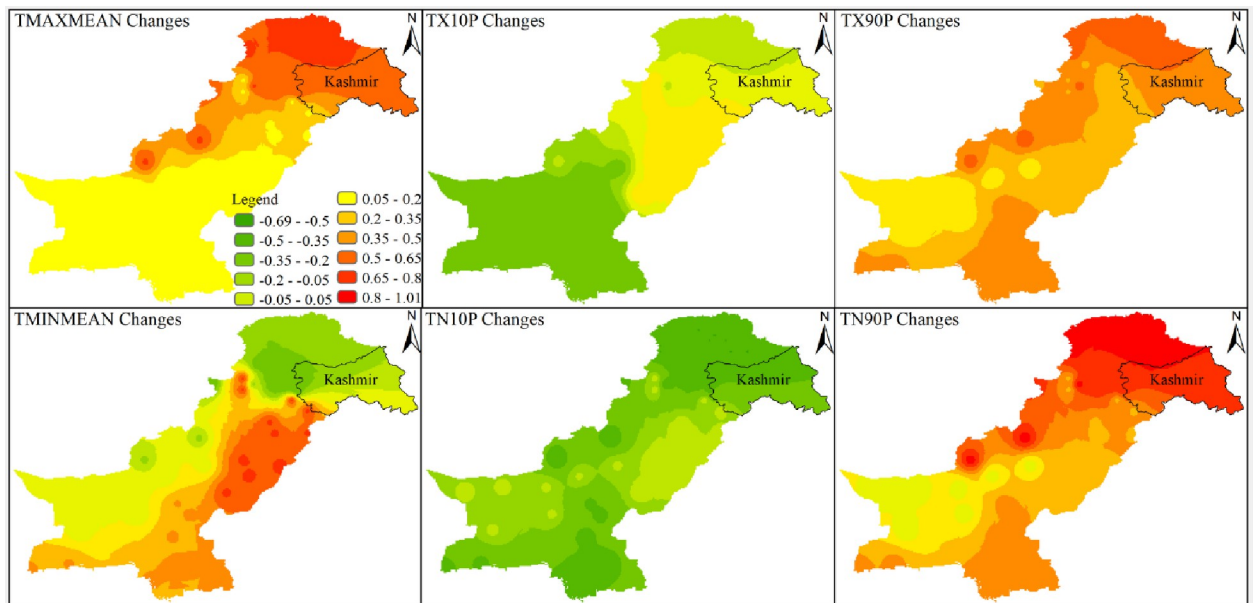 TMAXMEAN Changes
N
Kashmir
TX10P Changes
N
Kashmir
TX90P Changes
N
Kashmir
Legend
-0.69 - -0.5
-0.5 - -0.35
-0.35 - -0.2
-0.2 - -0.05
-0.05 - 0.05
0.05 - 0.2
0.2 - 0.35
0.35 - 0.5
0.5 - 0.65
0.65 - 0.8
0.8 - 1.01
TMINMEAN Changes
N
Kashmir
TN10P Changes
N
Kashmir
TN90P Changes
N
Kashmir